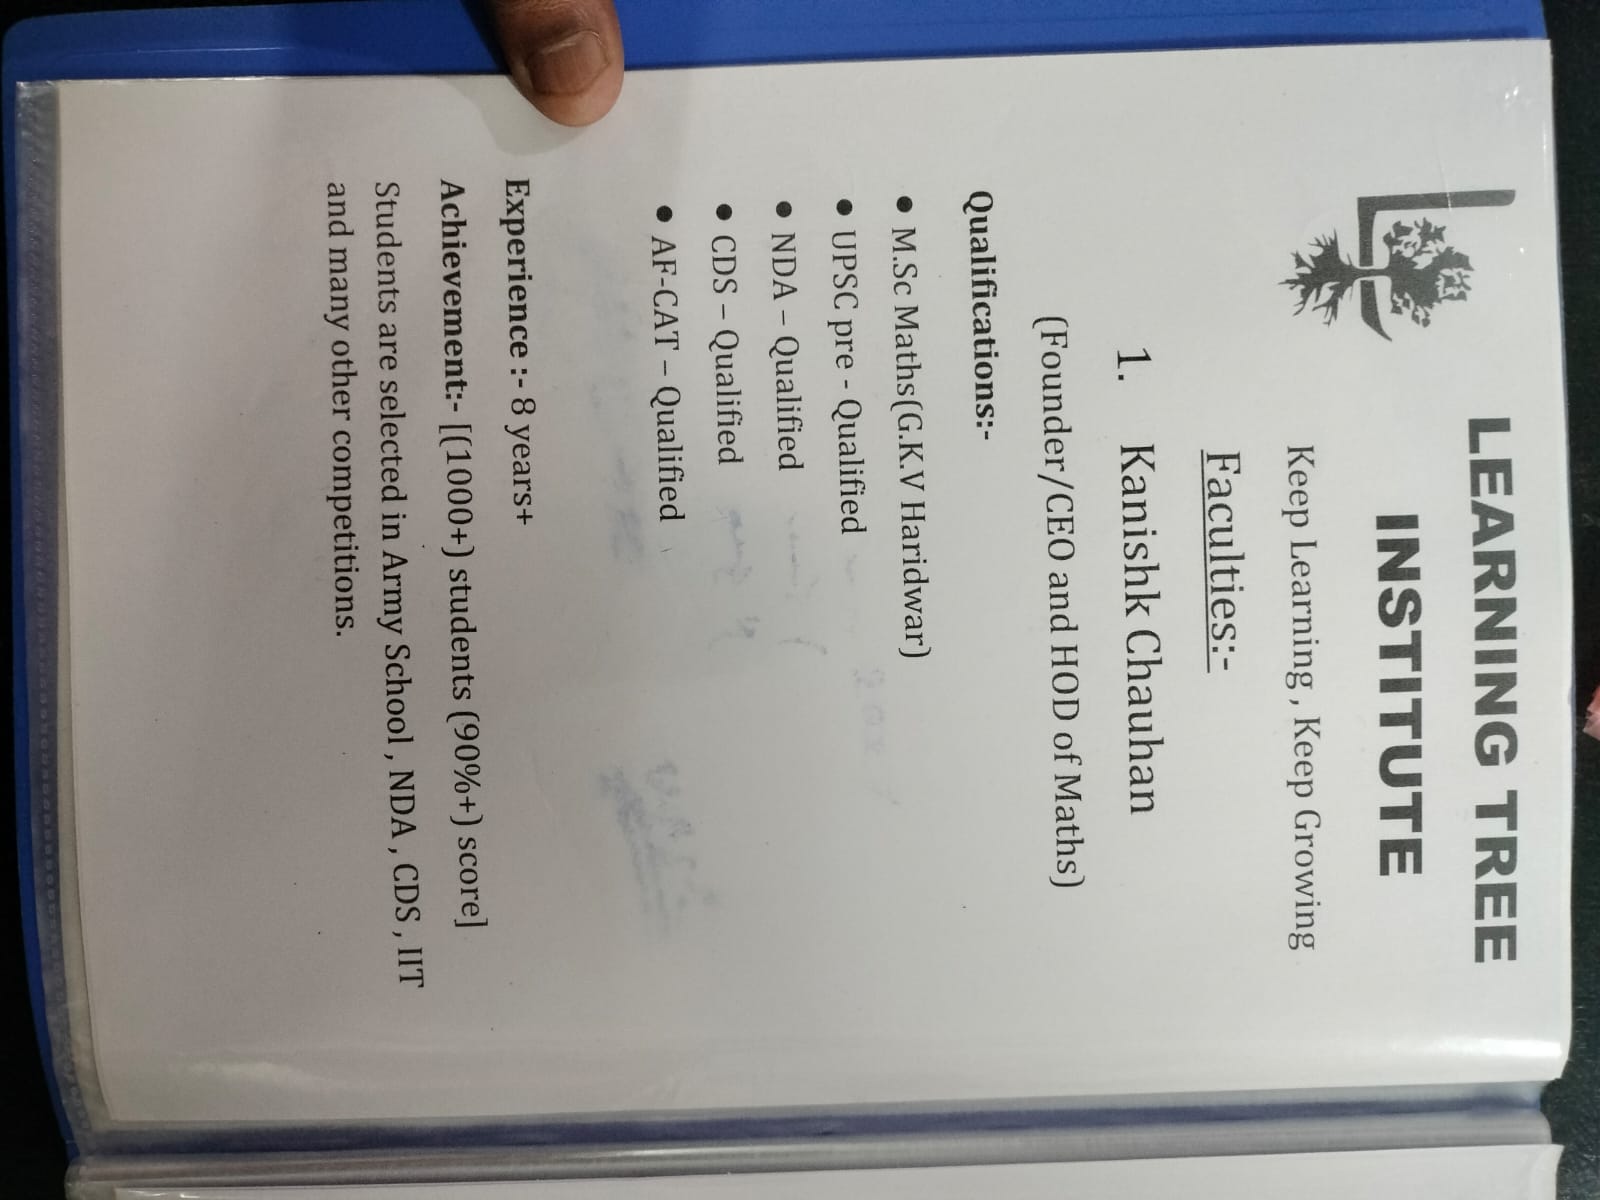 LEARNING TREE
INSTITUTE
Keep Learning , Keep Growing
Faculties:-
1. Kanishk Chauhan
(Founder/CEO and HOD of Maths)
Qualifications:-
● M.Sc Maths(G.K.V Haridwar)
● UPSC pre - Qualified
● NDA – Qualified
● CDS – Qualified
● AF-CAT – Qualified
Experience :- 8 years+
Achievement:- [(1000+) students (90%+) score]
Students are selected in Army School , NDA , CDS , IIT
and many other competitions.